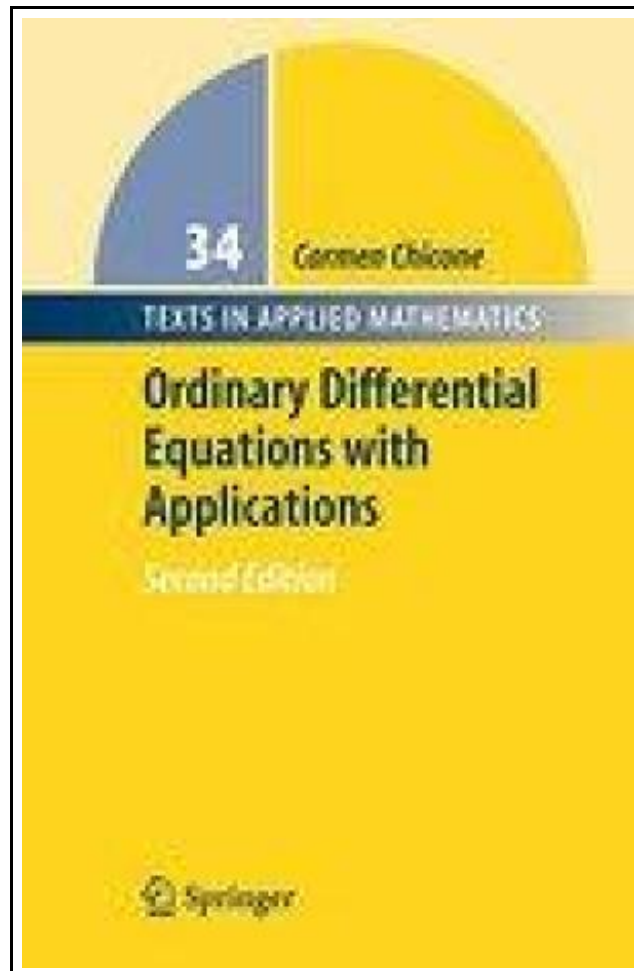 34
Carmen Chicone
TEXTS IN APPLIED MATHEMATICS
Ordinary Differential
Equations with
Applications
Second Edition
Springer